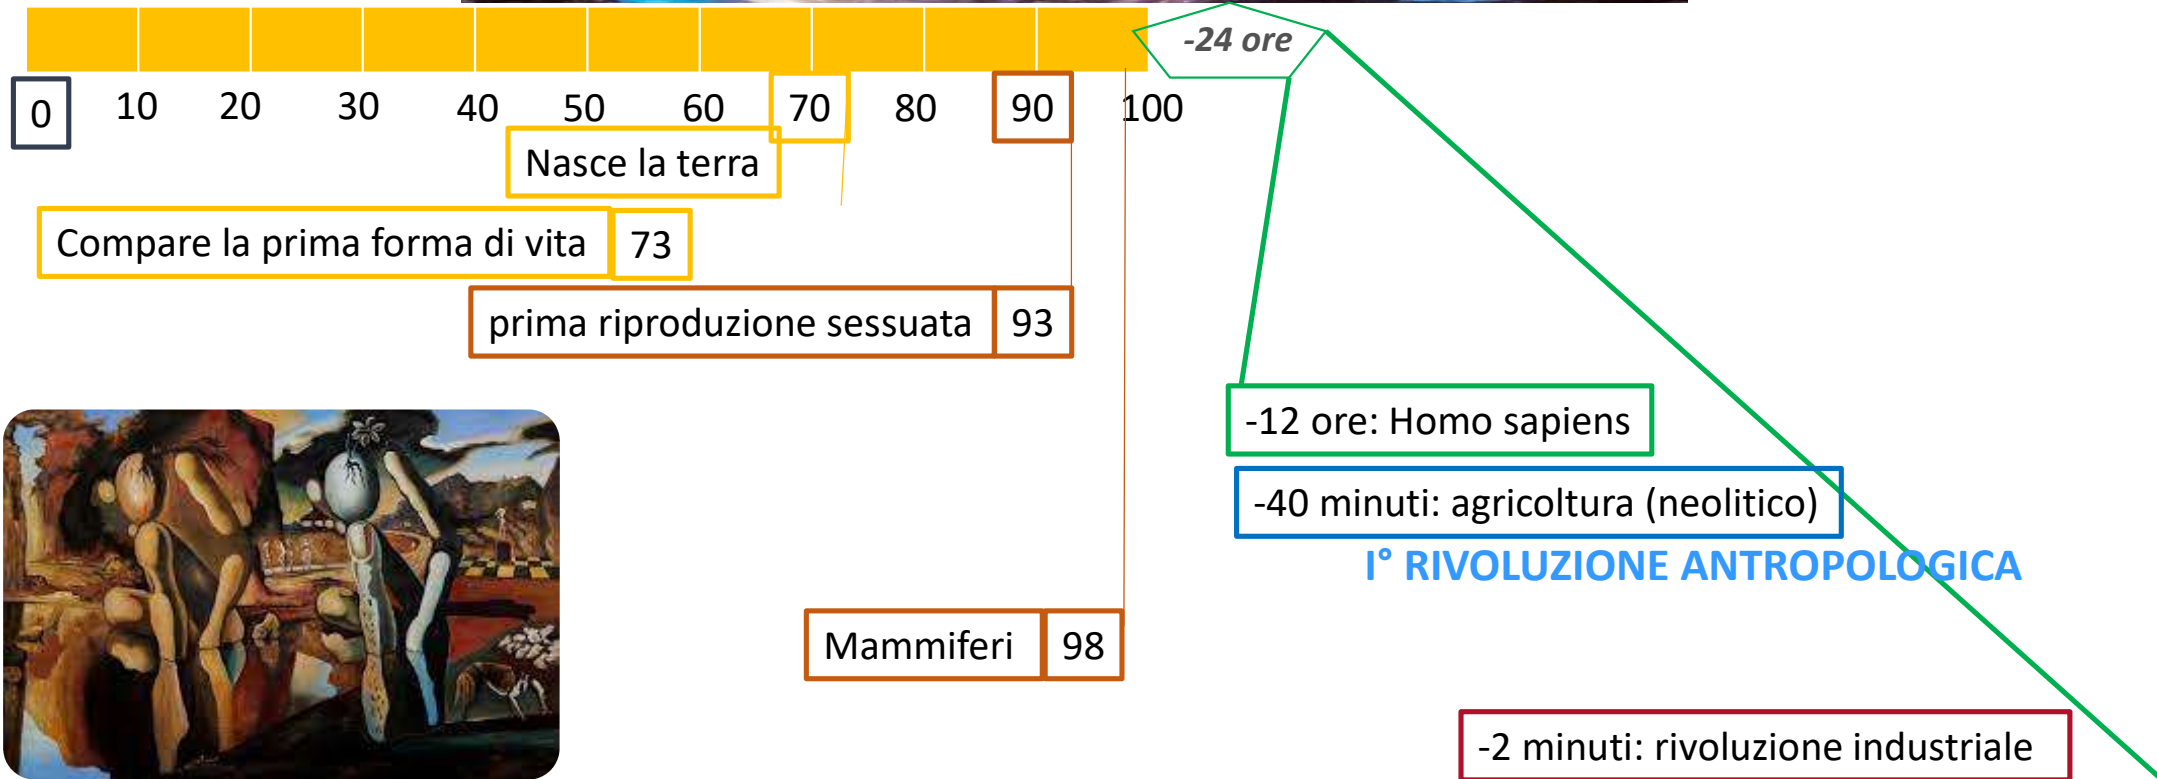 -24 ore
0 10 20 30 40 50 60 70 80 90 100
Nasce la terra
Compare la prima forma di vita 73
prima riproduzione sessuata 93
-12 ore: Homo sapiens
-40 minuti: agricoltura (neolitico)
I° RIVOLUZIONE ANTROPOLOGICA
Mammiferi 98
-2 minuti: rivoluzione industriale